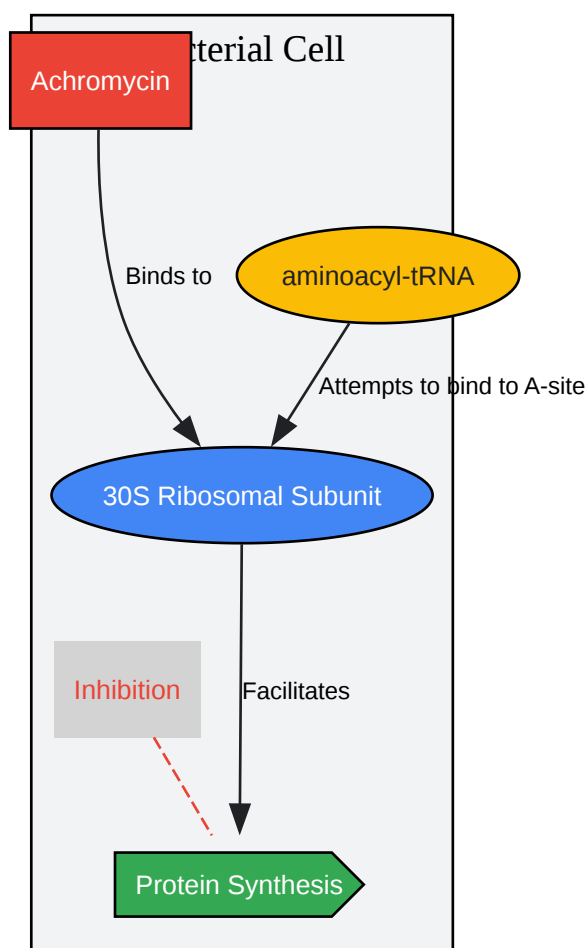 cterial Cell
Achromycin
aminoacyl-tRNA
Binds to
Attempts to bind to A-site
30S Ribosomal Subunit
Inhibition
Facilitates
Protein Synthesis